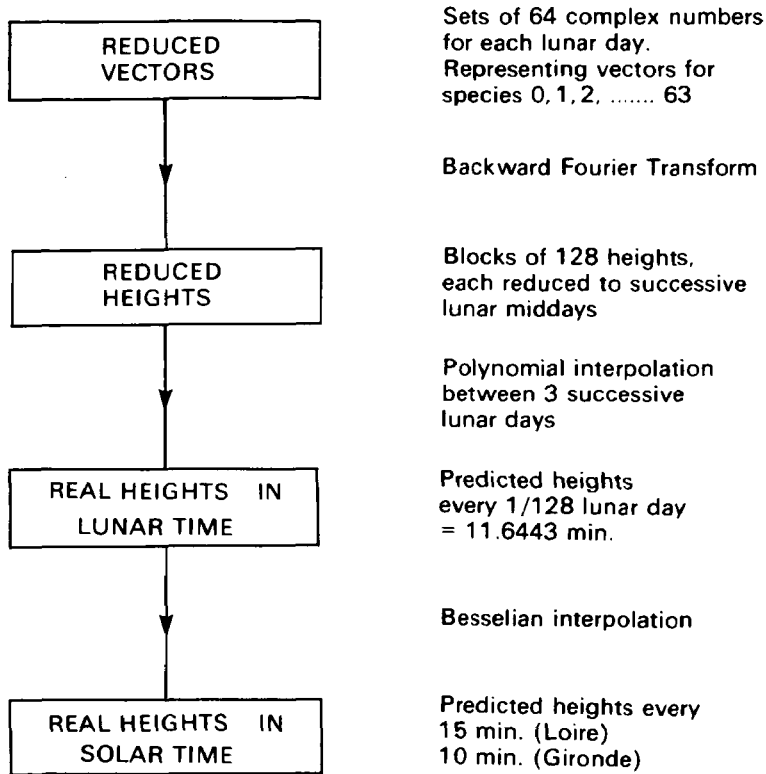 REDUCED
VECTORS
Sets of 64 complex numbers
for each lunar day.
Representing vectors for
species 0, 1, 2, ....... 63
Backward Fourier Transform
REDUCED
HEIGHTS
Blocks of 128 heights,
each reduced to successive
lunar middays
Polynomial interpolation
between 3 successive
lunar days
REAL HEIGHTS IN
LUNAR TIME
Predicted heights
every 1/128 lunar day
= 11.6443 min.
Besselian interpolation
REAL HEIGHTS IN
SOLAR TIME
Predicted heights every
15 min. (Loire)
10 min. (Gironde)